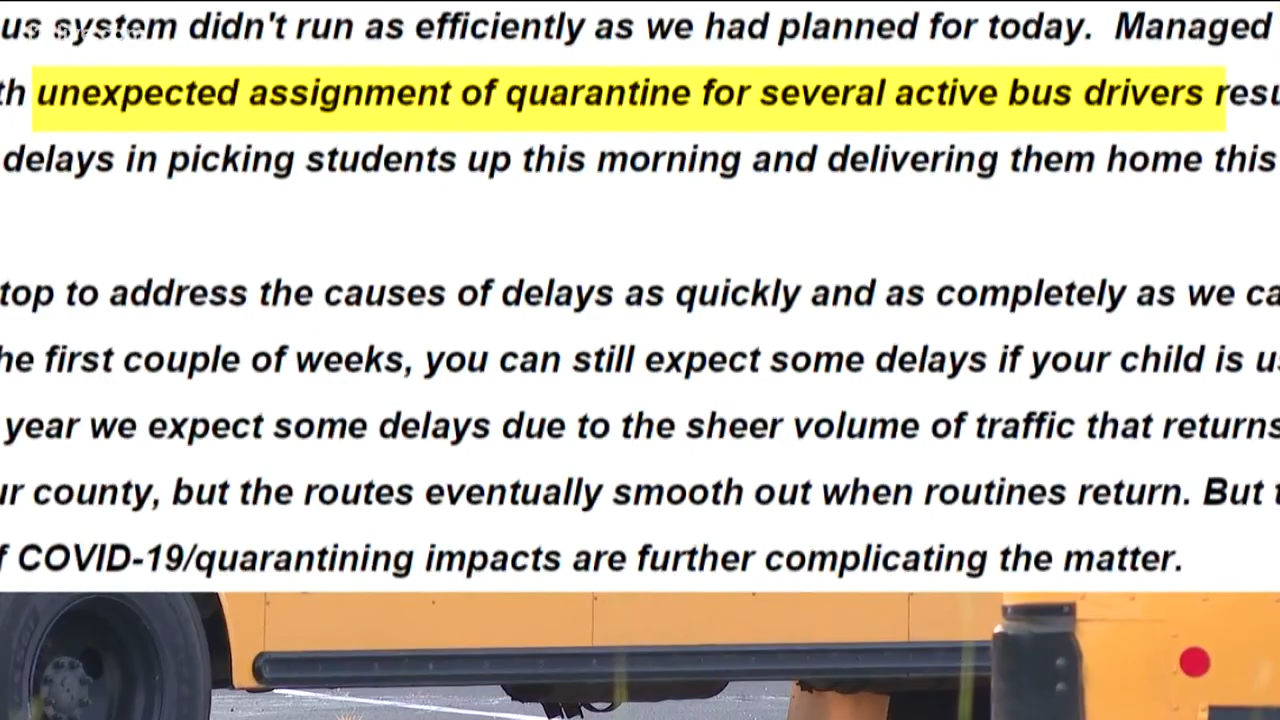 us system didn't run as efficiently as we had planned for today. Managed
th unexpected assignment of quarantine for several active bus drivers resu
delays in picking students up this morning and delivering them home this
top to address the causes of delays as quickly and as completely as we ca
he first couple of weeks, you can still expect some delays if your child is us
year we expect some delays due to the sheer volume of traffic that returns
ur county, but the routes eventually smooth out when routines return. But t
f COVID-19/quarantining impacts are further complicating the matter.